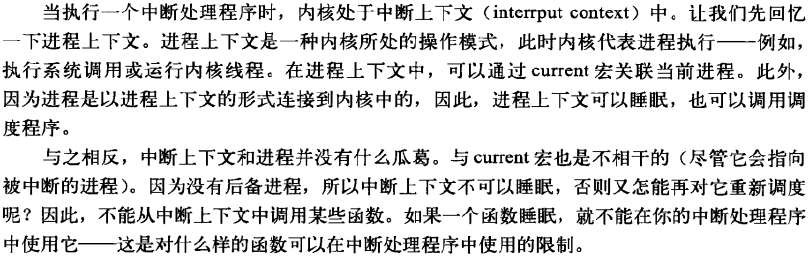 当执行一个中断处理程序时，内核处于中断上下文（interrput context）中。让我们先回忆
一下进程上下文。进程上下文是一种内核所处的操作模式，此时内核代表进程执行——例如，
执行系统调用或运行内核线程。在进程上下文中，可以通过 current 宏关联当前进程。此外，
因为进程是以进程上下文的形式连接到内核中的，因此，进程上下文可以睡眠，也可以调用调
度程序。
与之相反，中断上下文和进程并没有什么瓜葛。与 current 宏也是不相干的（尽管它会指向
被中断的进程）。因为没有后备进程，所以中断上下文不可以睡眠，否则又怎能再对它重新调度
呢？因此，不能从中断上下文中调用某些函数。如果一个函数睡眠，就不能在你的中断处理程序
中使用它——这是对什么样的函数可以在中断处理程序中使用的限制。